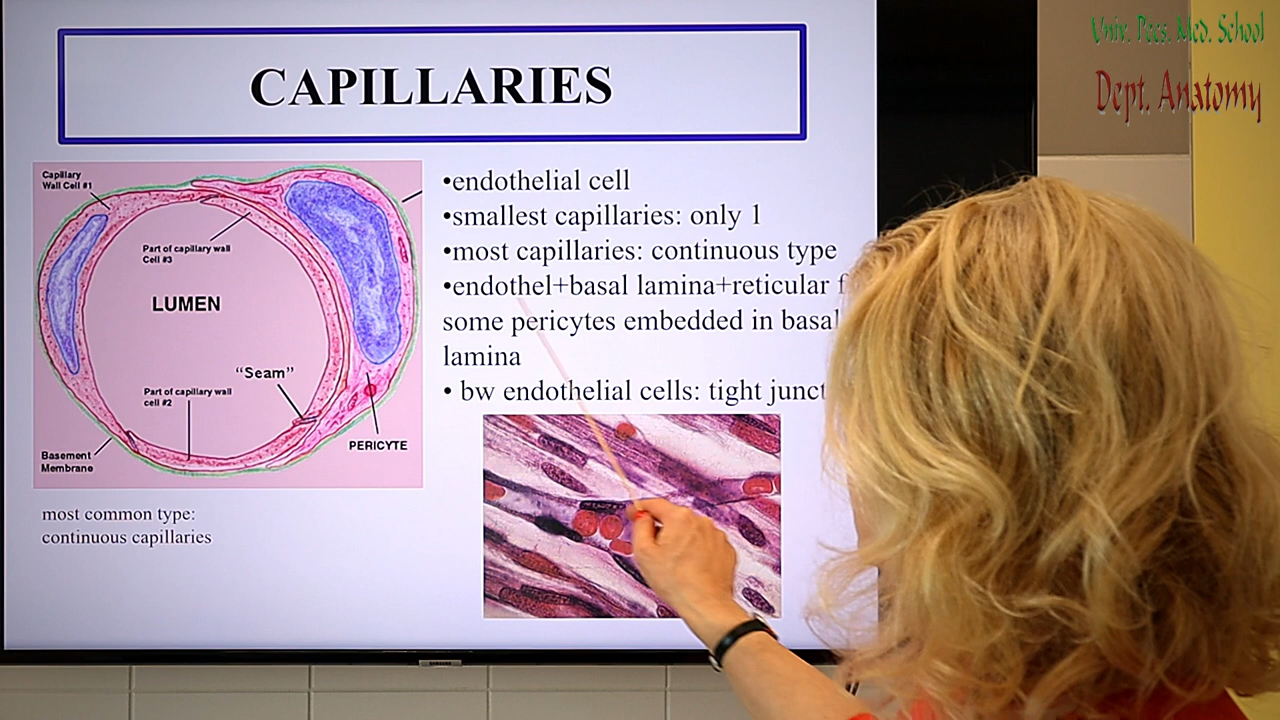 Univ. Pecs. Med. School
Dept. Anatomy
CAPILLARIES
Capillary
Wall Cell #1
Part of capillary wall
Cell #3
LUMEN
"Seam"
Part of capillary wall
cell #2
PERICYTE
Basement
Membrane
most common type:
continuous capillaries
•endothelial cell
•smallest capillaries: only 1
•most capillaries: continuous type
•endothel+basal lamina+reticular f
some pericytes embedded in basal
lamina
• bw endothelial cells: tight junct
SAMSUNG